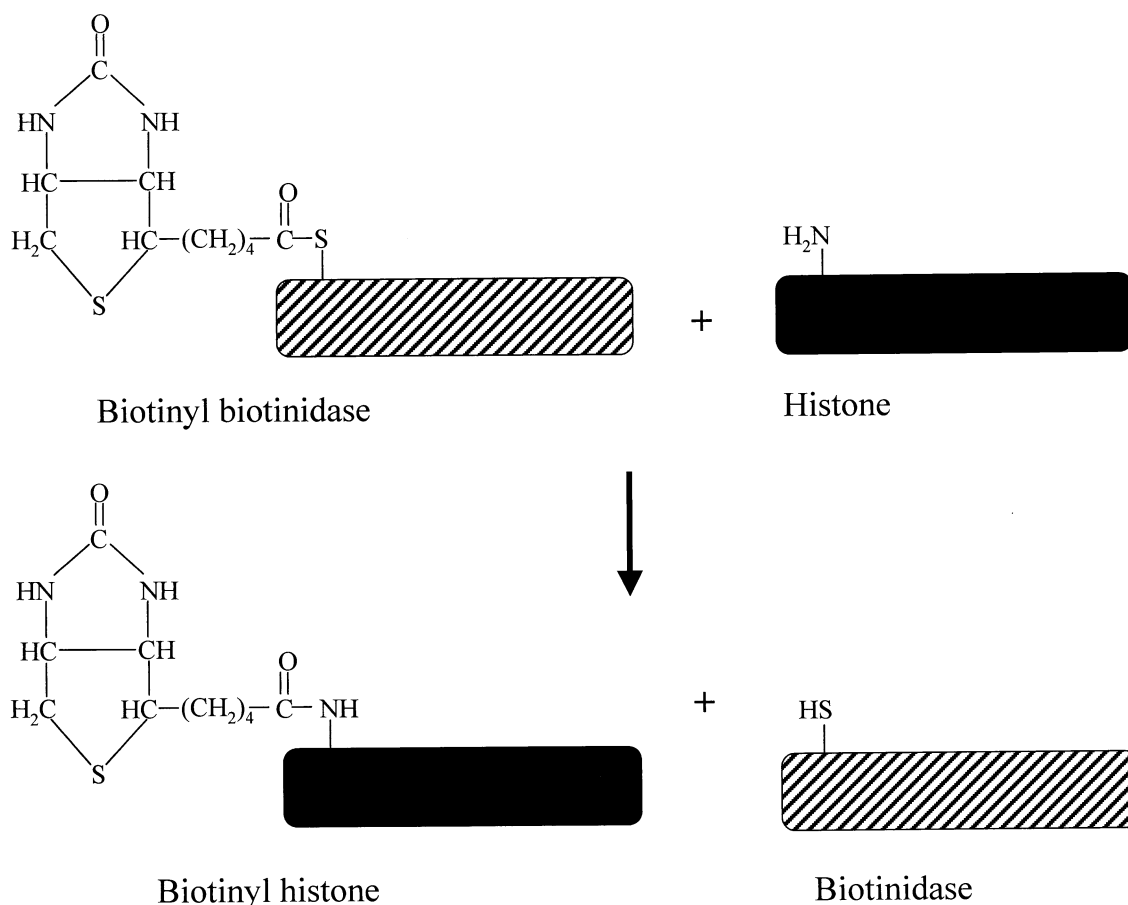 O
C
HN NH
HC CH
O
H₂C HC (CH₂)₄ C S
S
H₂N
+
Biotinyl biotinidase
Histone
O
C
HN NH
HC CH
O
H₂C HC (CH₂)₄ C NH
S
+
HS
Biotinyl histone
Biotinidase